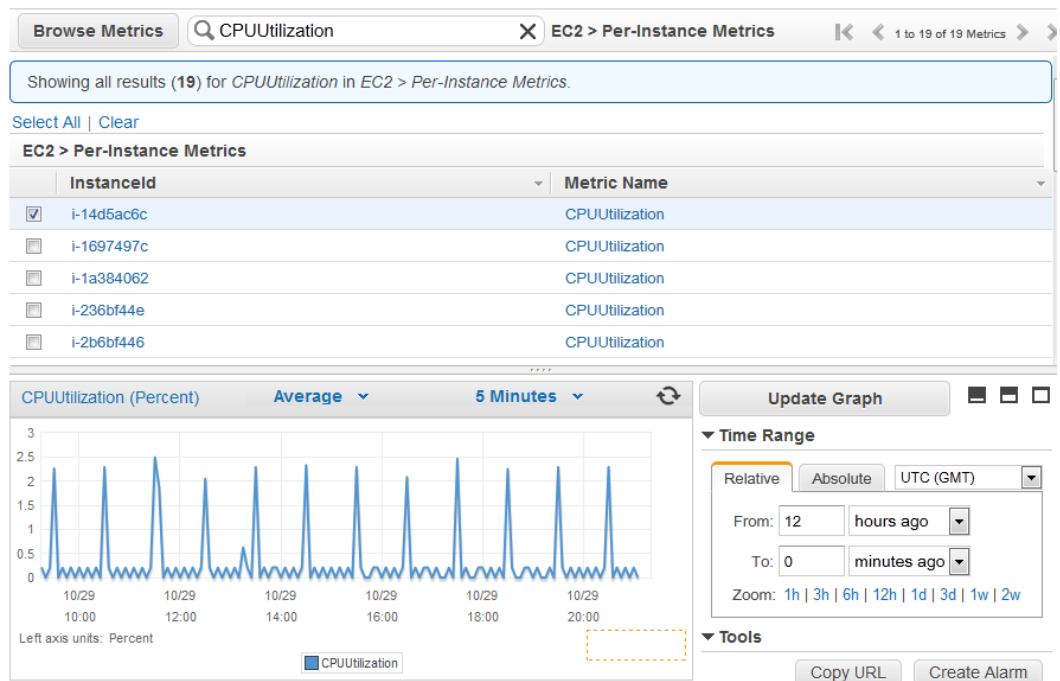 Browse Metrics CPUUtilization EC2 > Per-Instance Metrics 1 to 19 of 19 Metrics
Showing all results (19) for CPUUtilization in EC2 > Per-Instance Metrics.
Select All | Clear
EC2 > Per-Instance Metrics
InstanceId Metric Name
i-14d5ac6c CPUUtilization
i-1697497c CPUUtilization
i-1a384062 CPUUtilization
i-236bf44e CPUUtilization
i-2b6bf446 CPUUtilization
CPUUtilization (Percent) Average 5 Minutes
3
2.5
2
1.5
1
0.5
0
10/29 10/29 10/29 10/29 10/29 10/29
10:00 12:00 14:00 16:00 18:00 20:00
Left axis units: Percent
CPUUtilization
Update Graph
Time Range
Relative Absolute UTC (GMT)
From: 12 hours ago
To: 0 minutes ago
Zoom: 1h | 3h | 6h | 12h | 1d | 3d | 1w | 2w
Tools
Copy URL Create Alarm